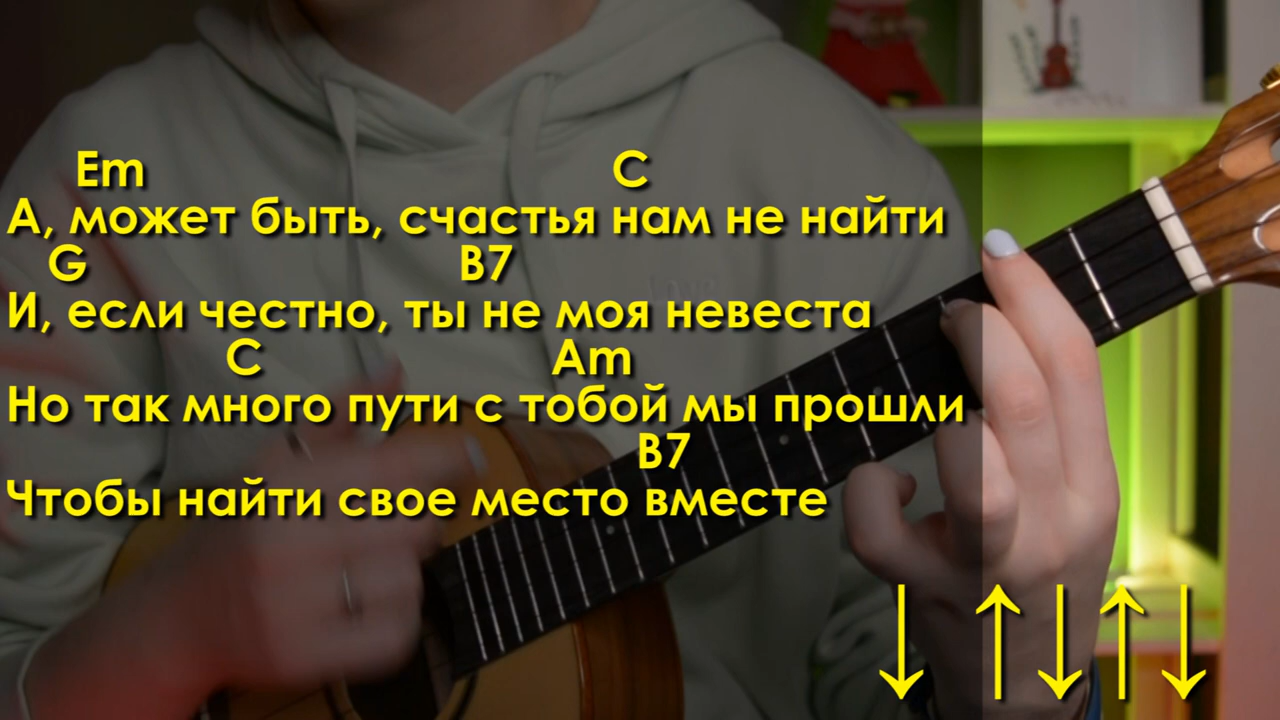 Em C
А, может быть, счастья нам не найти
G B7
И, если честно, ты не моя невеста
C Am
Но так много пути с тобой мы прошли
B7
Чтобы найти свое место вместе
↓ ↑↓↑↓